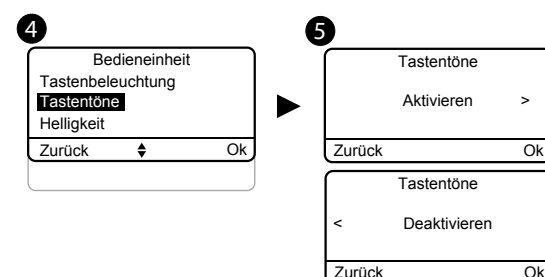 4
Bedieneinheit
Tastenbeleuchtung
Tastentöne
Helligkeit
Zurück Ok
5
Tastentöne
Aktivieren >
Zurück Ok
Tastentöne
< Deaktivieren
Zurück Ok